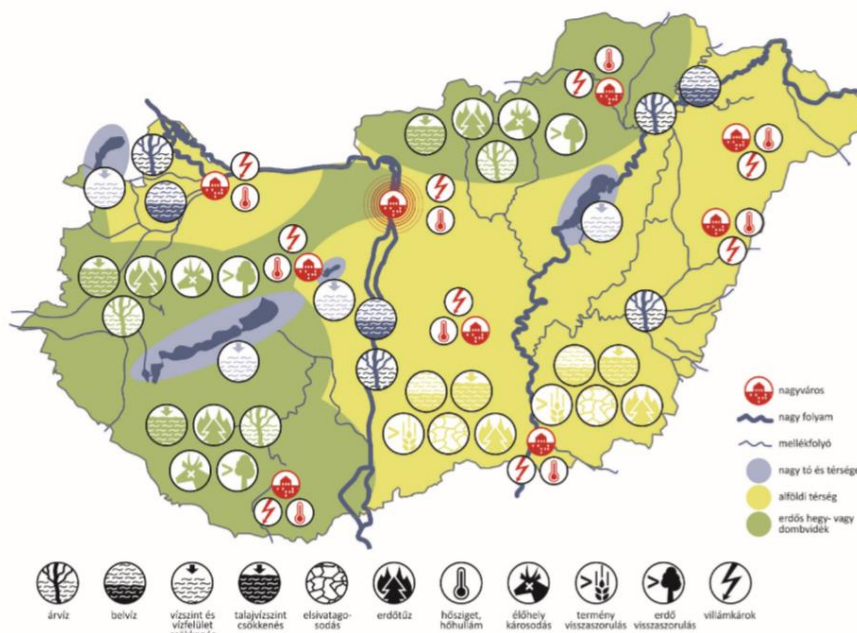 nagyváros
nagy folyam
mellékfolyó
nagy tó és térsége
alföldi térség
erdős hegy- vagy
dombvidék
árvíz
belvíz
vízszint és
vízfelület
talajvízszint
csökkenés
elsivatago-
sodás
erdőtűz
hősziget,
hőhullám
élőhely
károsodás
termény
visszaszorulás
erdő
visszaszorulás
villámkárok